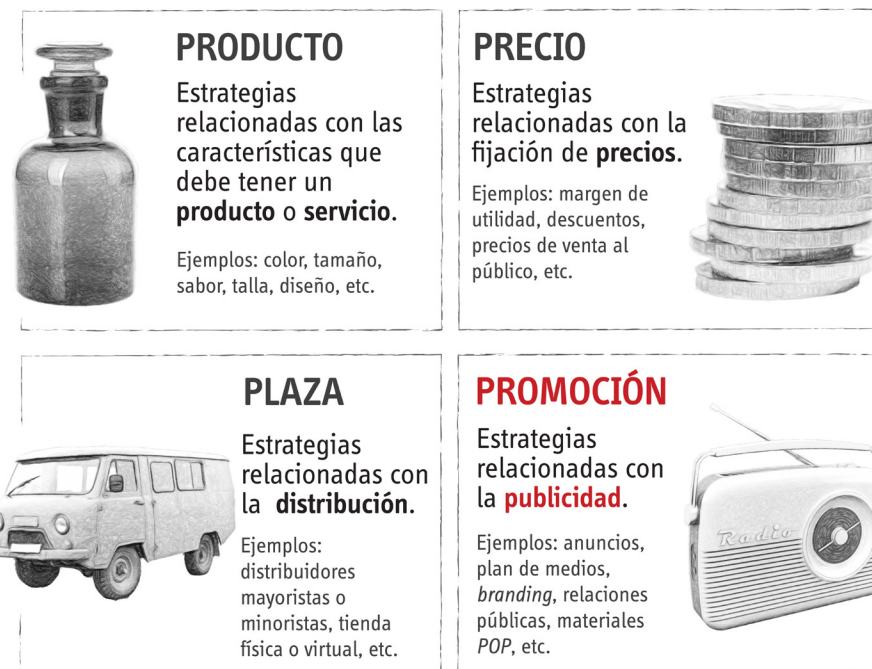 PRODUCTO
Estrategias
relacionadas con las
características que
debe tener un
producto o servicio.
Ejemplos: color, tamaño,
sabor, talla, diseño, etc.
PRECIO
Estrategias
relacionadas con la
fijación de precios.
Ejemplos: margen de
utilidad, descuentos,
precios de venta al
público, etc.
PLAZA
Estrategias
relacionadas con
la distribución.
Ejemplos:
distribuidores
mayoristas o
minoristas, tienda
física o virtual, etc.
PROMOCIÓN
Estrategias
relacionadas con
la publicidad.
Ejemplos: anuncios,
plan de medios,
branding, relaciones
públicas, materiales
POP, etc.
Radio